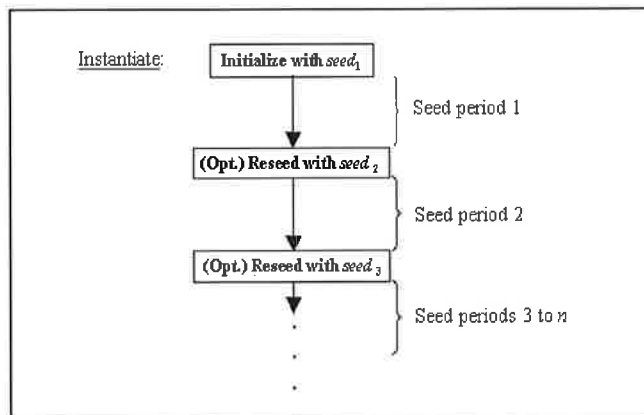 Instantiate:
Initialize with seed1
Seed period 1
(Opt.) Reseed with seed2
Seed period 2
(Opt.) Reseed with seed3
Seed periods 3 to n